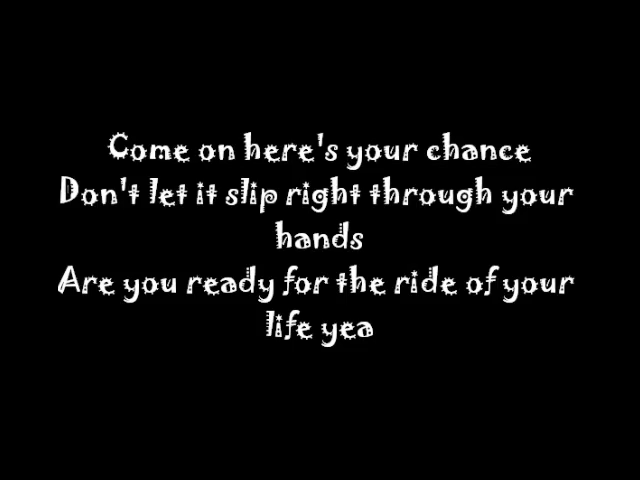 Come on here's your chance
Don't let it slip right through your
hands
Are you ready for the ride of your
life yea